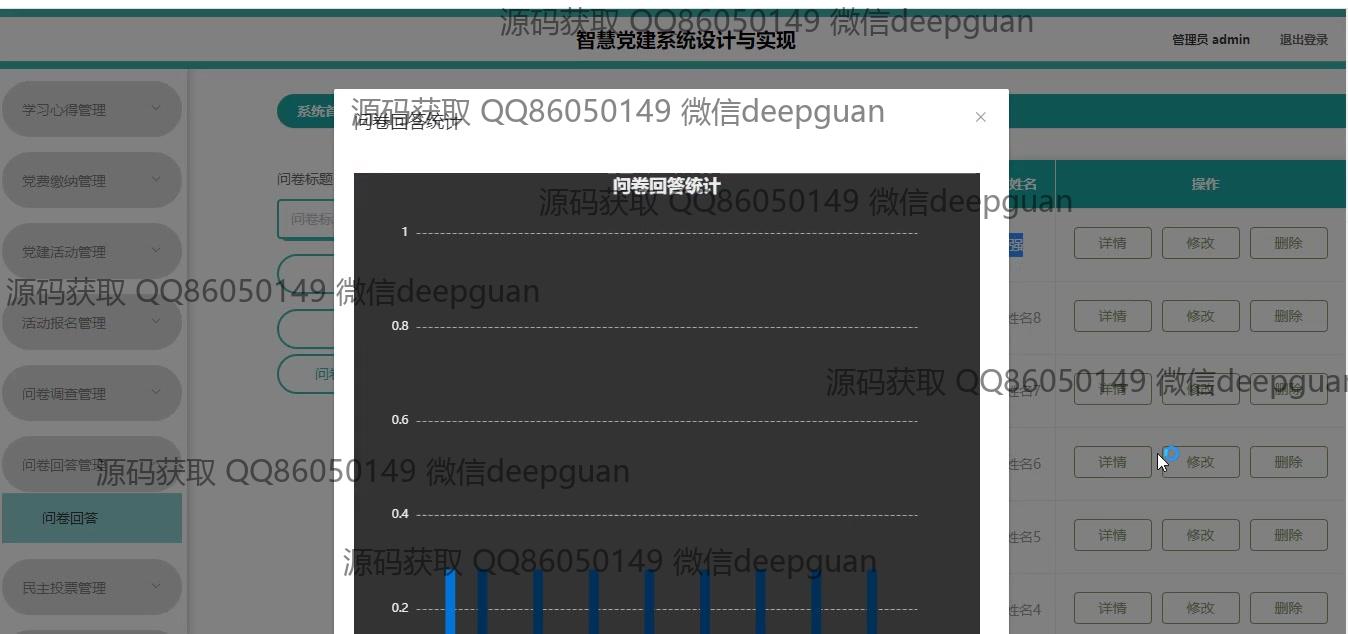 源码获取 QQ86050149 微信deepguan
智慧党建系统设计与实现
管理员 admin
退出登录
学习心得管理
党费缴纳管理
党建活动管理
活动报名管理
问卷调查管理
问卷回答管理
问卷回答
民主投票管理
系统首
问卷标题
问卷标
问卷
源码获取 QQ86050149 微信deepguan
问卷回答统计
×
问卷回答统计
源码获取 QQ86050149 微信deepguan
1
0.8
0.6
0.4
0.2
源码获取 QQ86050149 微信deepguan
源码获取 QQ86050149 微信deepguan
源码获取 QQ86050149 微信deepguan
源码获取 QQ86050149 微信deepguan
姓名 操作
强 详情 修改 删除
姓名8 详情 修改 删除
姓名7 详情 修改 删除
姓名6 详情 修改 删除
姓名5 详情 修改 删除
姓名4 详情 修改 删除